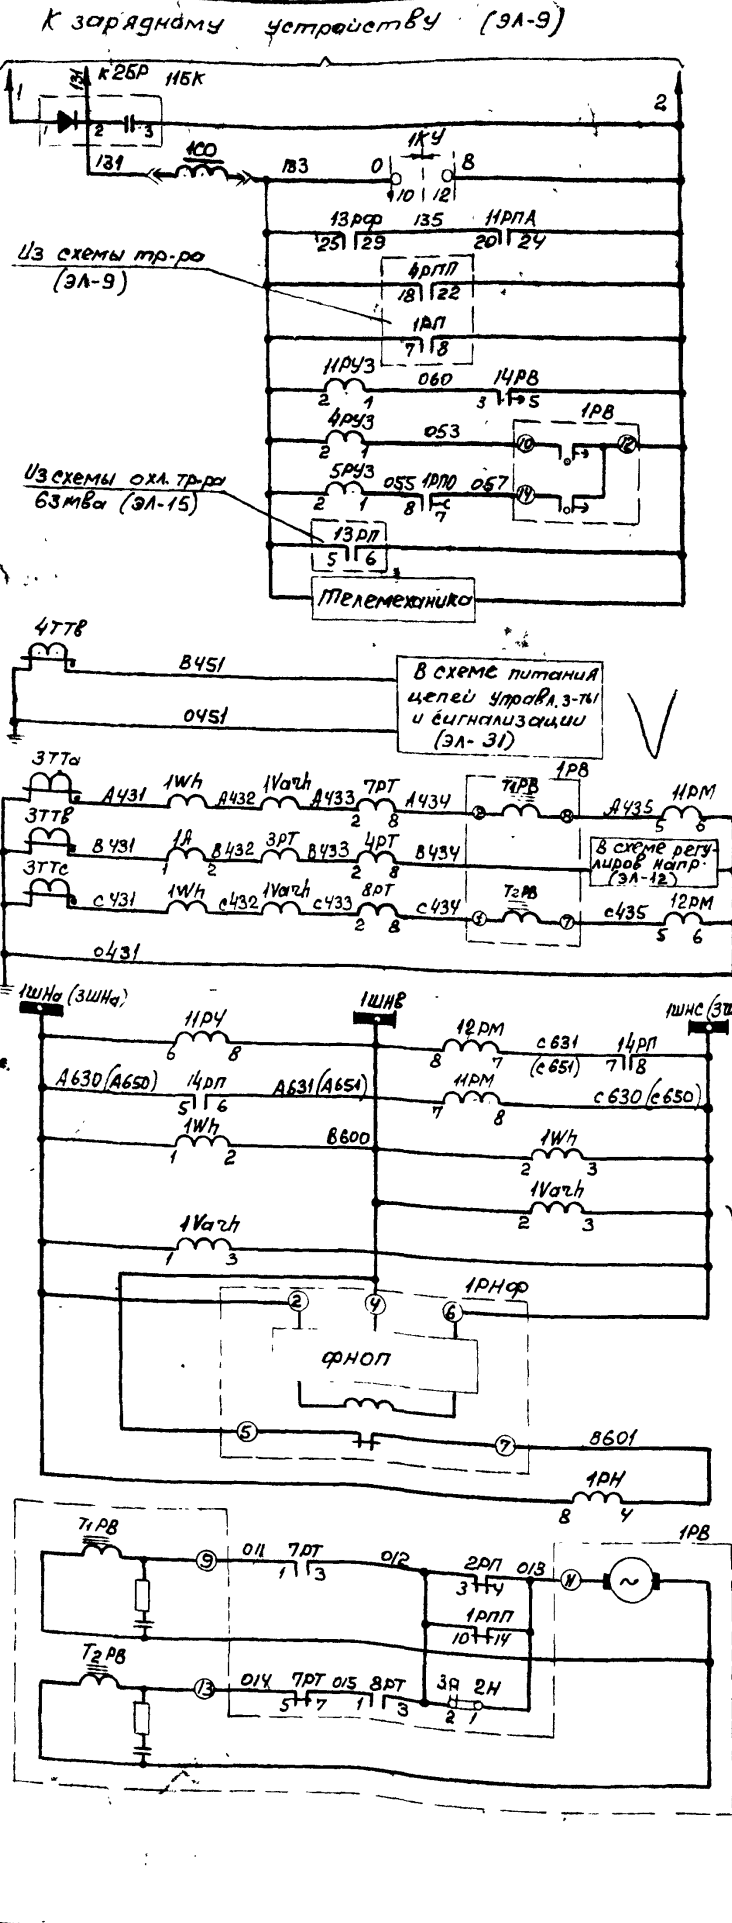 К зарядному устройству (ЭЛ-9)
1 131 К2БР 11БК 2
1 2 3
131 1СО 133 0 1КУ В
10 12
13РФ 135 11РПА
25 29 20 24
Из схемы тр-ра
(ЭЛ-9)
4РПП
18 22
1РП
7 8
11РУЗ 060 14РВ
2 1 3 5
1РВ
4РУЗ 053 10 12
2 1
Из схемы охл. тр-ра
63 мва (ЭЛ-15)
5РУЗ 055 1РПО 057 14
2 1 8 7
13РП
5 6
Телемеханика
4ТТв В451
0451
В схеме питания
цепей управл. з-ты
и сигнализации
(ЭЛ-31)
3ТТа А431 1Wh А432 1Varh А433 7РТ А434 2 Т1РВ 8 А435 11РМ
1РВ
2 8 5 6
3ТТв В431 1А В432 3РТ В433 4РТ В434
1 2 2 8
В схеме регу-
лиров напр.
(ЭЛ-12)
3ТТс С431 1Wh С432 1Varh С433 8РТ С434 Т2РВ 7 С435 12РМ
2 8 5 6
0431
1ШНа (3ШНа) 1ШНВ 1ШНС (3Ш
11РУ 12РМ С631 14РП
6 8 8 7 (С651) 7 8
А630 (А650) 14РП А631 (А651) 11РМ С630 (С650)
5 6 7 8
1Wh В600 1Wh
1 2 2 3
1Varh
2 3
1Varh
1 3
1РНФ
2 4 6
ФНОП
5 7 В601
1РН
8 4
1РВ
Т1РВ 9 011 7РТ 012 2РП 013
1 3 3 4
~
1РПП
10 14
Т2РВ 13 014 7РТ 015 8РТ 2Н
5 7 1 3 2 1